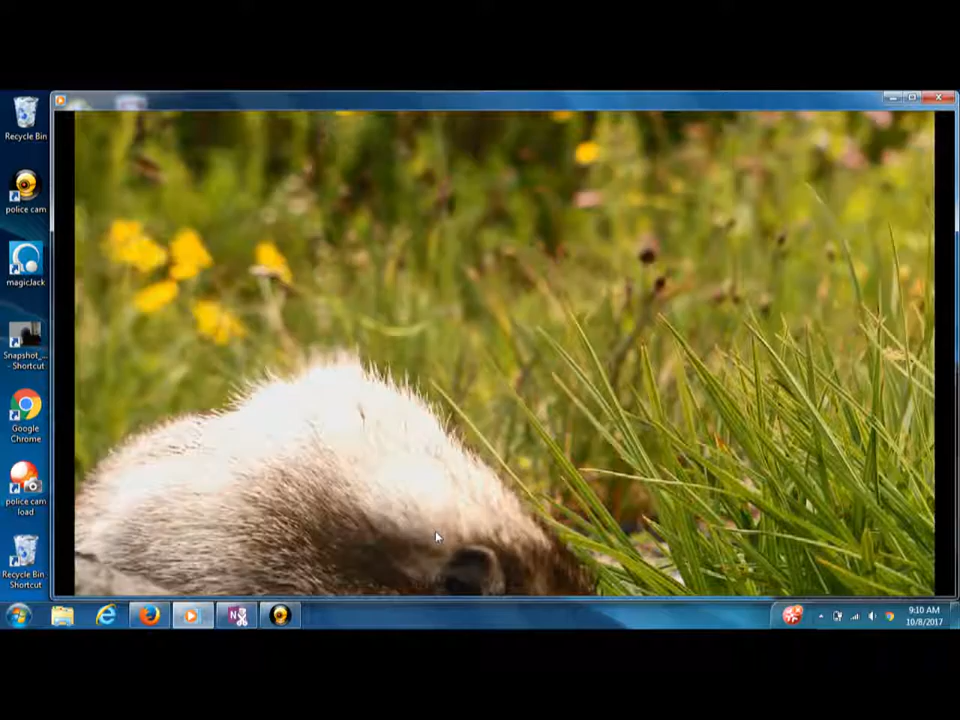 Recycle Bin
police cam
magicJack
Snapshot_...
- Shortcut
Google
Chrome
police cam
load
Recycle Bin
Shortcut
9:10 AM
10/8/2017